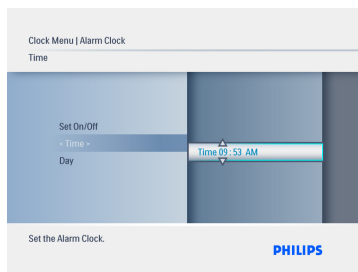 Clock Menu | Alarm Clock
Time
Set On/Off
< Time >
Day
Time 09 : 53 AM
Set the Alarm Clock.
PHILIPS